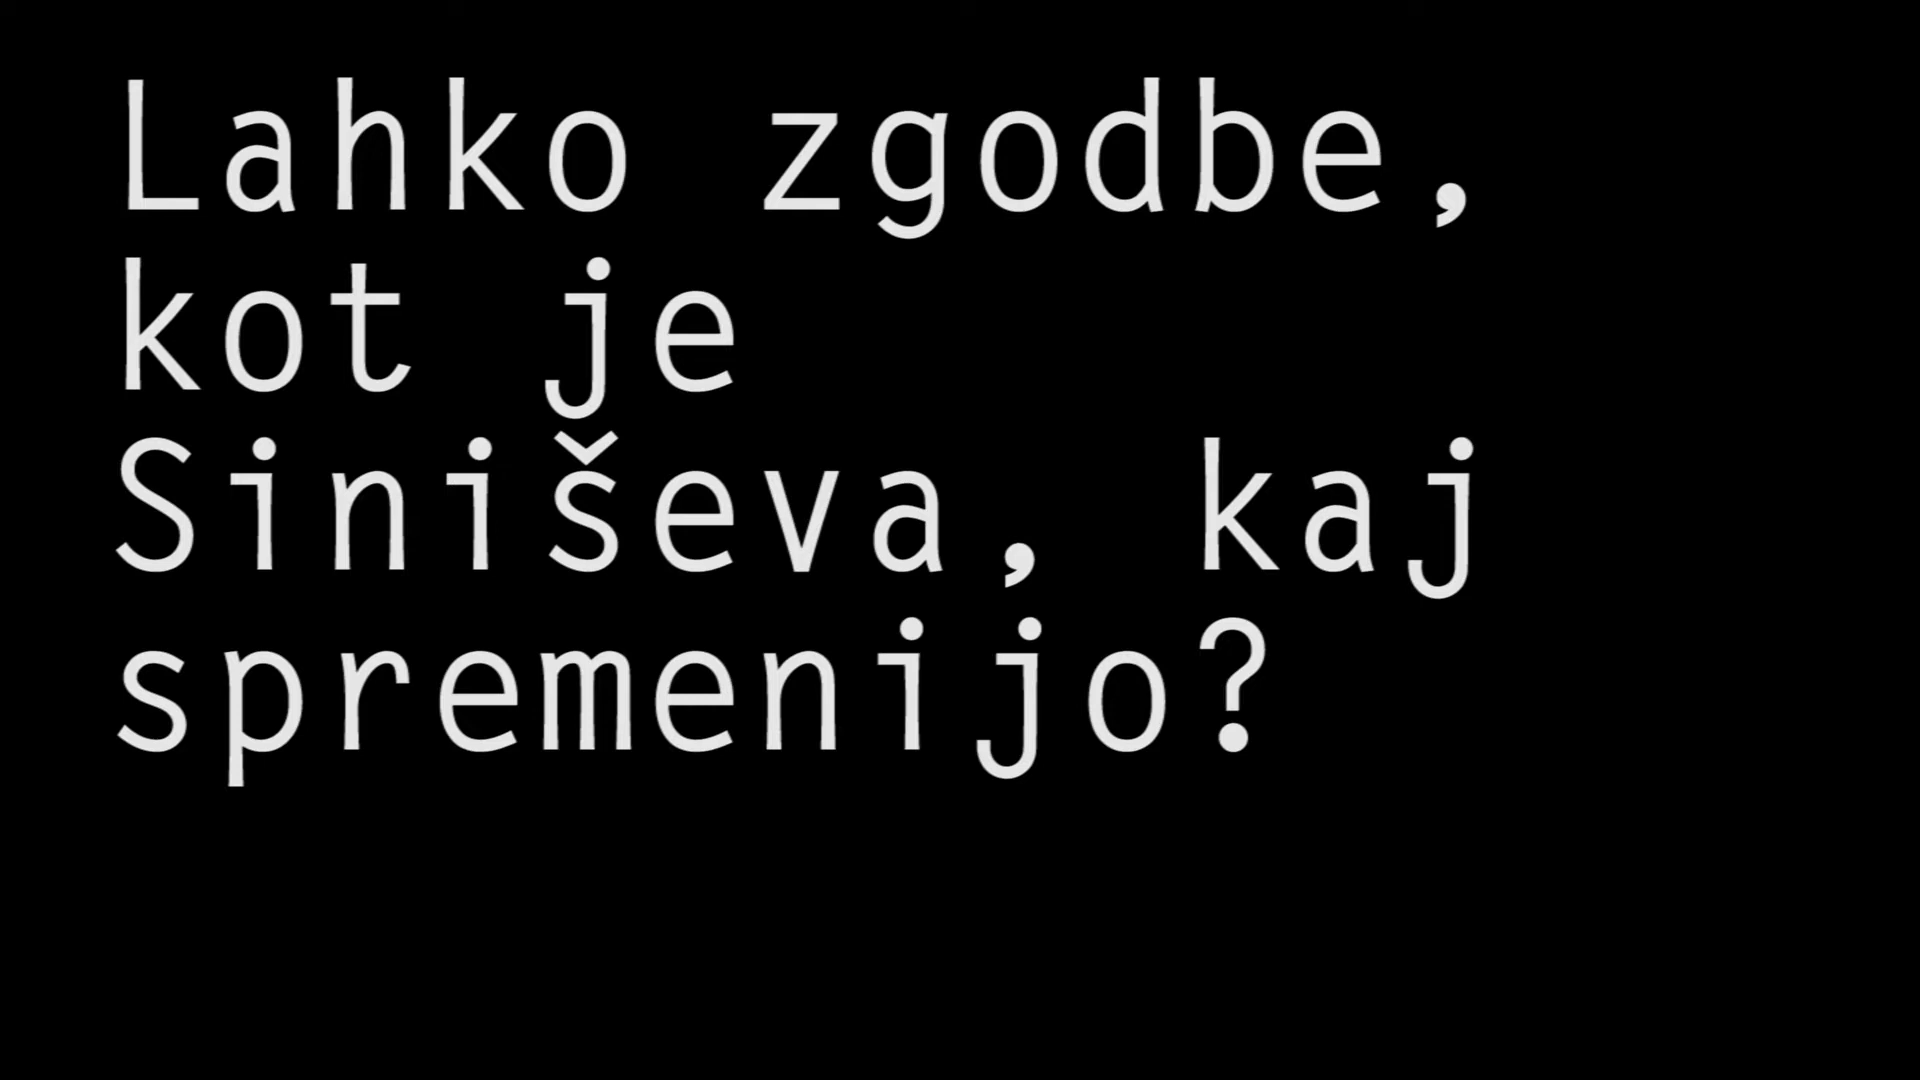 Lahko zgodbe,
kot je
Siniševa, kaj
spremenijo?